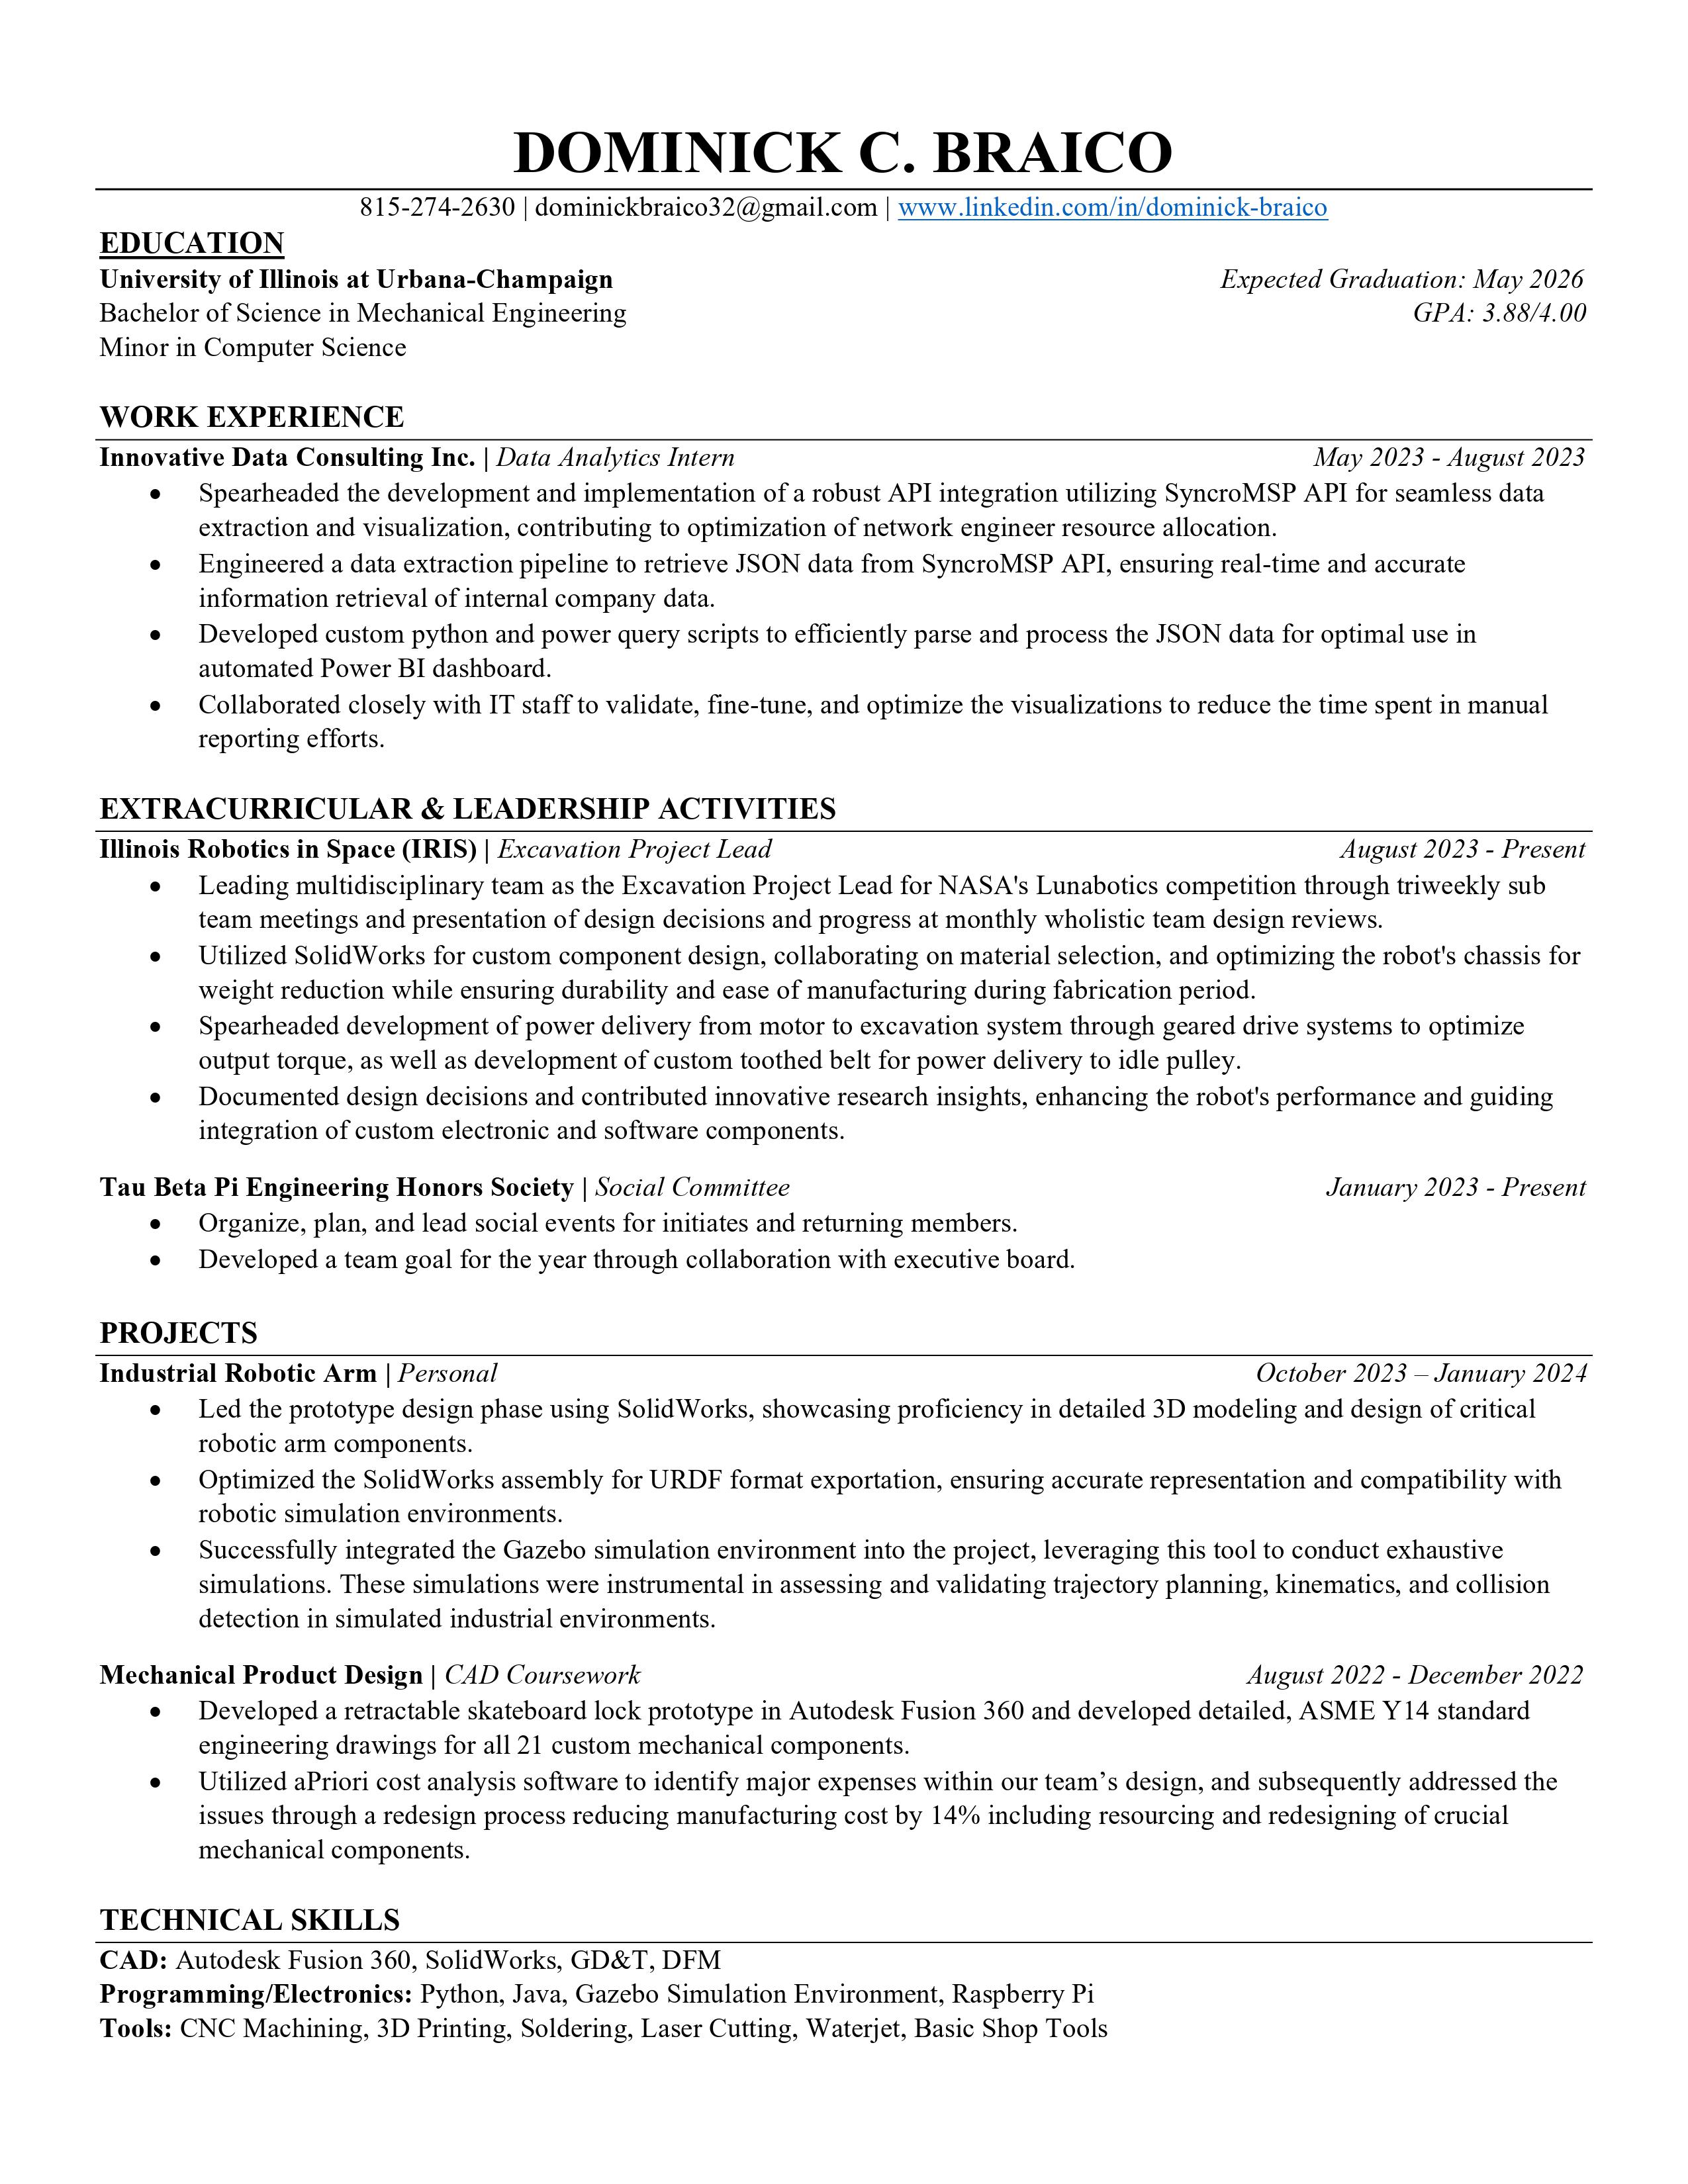 DOMINICK C. BRAICO
815-274-2630 | dominickbraico32@gmail.com | www.linkedin.com/in/dominick-braico
EDUCATION
University of Illinois at Urbana-Champaign Expected Graduation: May 2026
Bachelor of Science in Mechanical Engineering GPA: 3.88/4.00
Minor in Computer Science
WORK EXPERIENCE
Innovative Data Consulting Inc. | Data Analytics Intern May 2023 - August 2023
• Spearheaded the development and implementation of a robust API integration utilizing SyncroMSP API for seamless data
extraction and visualization, contributing to optimization of network engineer resource allocation.
• Engineered a data extraction pipeline to retrieve JSON data from SyncroMSP API, ensuring real-time and accurate
information retrieval of internal company data.
• Developed custom python and power query scripts to efficiently parse and process the JSON data for optimal use in
automated Power BI dashboard.
• Collaborated closely with IT staff to validate, fine-tune, and optimize the visualizations to reduce the time spent in manual
reporting efforts.
EXTRACURRICULAR & LEADERSHIP ACTIVITIES
Illinois Robotics in Space (IRIS) | Excavation Project Lead August 2023 - Present
• Leading multidisciplinary team as the Excavation Project Lead for NASA's Lunabotics competition through triweekly sub
team meetings and presentation of design decisions and progress at monthly wholistic team design reviews.
• Utilized SolidWorks for custom component design, collaborating on material selection, and optimizing the robot's chassis for
weight reduction while ensuring durability and ease of manufacturing during fabrication period.
• Spearheaded development of power delivery from motor to excavation system through geared drive systems to optimize
output torque, as well as development of custom toothed belt for power delivery to idle pulley.
• Documented design decisions and contributed innovative research insights, enhancing the robot's performance and guiding
integration of custom electronic and software components.
Tau Beta Pi Engineering Honors Society | Social Committee January 2023 - Present
• Organize, plan, and lead social events for initiates and returning members.
• Developed a team goal for the year through collaboration with executive board.
PROJECTS
Industrial Robotic Arm | Personal October 2023 – January 2024
• Led the prototype design phase using SolidWorks, showcasing proficiency in detailed 3D modeling and design of critical
robotic arm components.
• Optimized the SolidWorks assembly for URDF format exportation, ensuring accurate representation and compatibility with
robotic simulation environments.
• Successfully integrated the Gazebo simulation environment into the project, leveraging this tool to conduct exhaustive
simulations. These simulations were instrumental in assessing and validating trajectory planning, kinematics, and collision
detection in simulated industrial environments.
Mechanical Product Design | CAD Coursework August 2022 - December 2022
• Developed a retractable skateboard lock prototype in Autodesk Fusion 360 and developed detailed, ASME Y14 standard
engineering drawings for all 21 custom mechanical components.
• Utilized aPriori cost analysis software to identify major expenses within our team’s design, and subsequently addressed the
issues through a redesign process reducing manufacturing cost by 14% including resourcing and redesigning of crucial
mechanical components.
TECHNICAL SKILLS
CAD: Autodesk Fusion 360, SolidWorks, GD&T, DFM
Programming/Electronics: Python, Java, Gazebo Simulation Environment, Raspberry Pi
Tools: CNC Machining, 3D Printing, Soldering, Laser Cutting, Waterjet, Basic Shop Tools